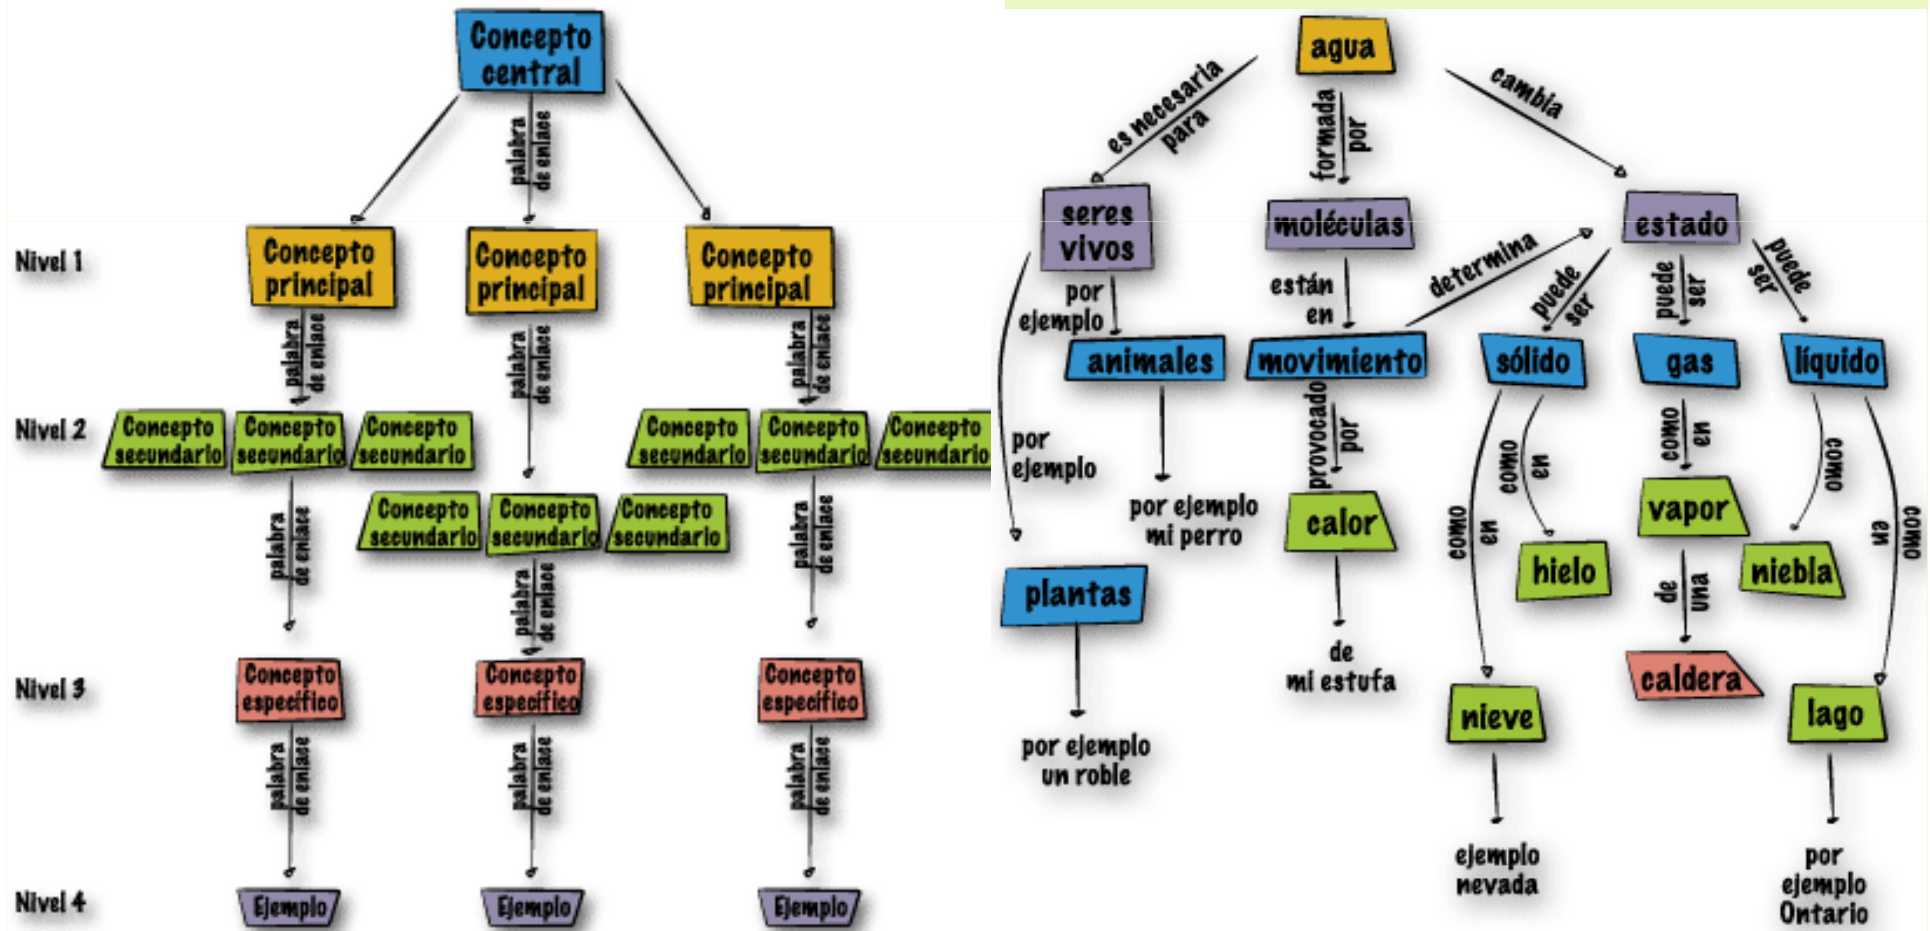 Concepto
central
palabra
de enlace
Nivel 1
Concepto
principal
Concepto
principal
Concepto
principal
palabra
de enlace
palabra
de enlace
palabra
de enlace
Nivel 2
Concepto
secundario
Concepto
secundario
Concepto
secundario
Concepto
secundario
Concepto
secundario
Concepto
secundario
Concepto
secundario
Concepto
secundario
Concepto
secundario
palabra
de enlace
palabra
de enlace
palabra
de enlace
Nivel 3
Concepto
específico
Concepto
específico
Concepto
específico
palabra
de enlace
palabra
de enlace
palabra
de enlace
Nivel 4
Ejemplo
Ejemplo
Ejemplo
agua
es necesaria
para
formada
por
cambia
seres
vivos
moléculas
estado
por
ejemplo
están
en
determina
puede
ser
puede
ser
puede
ser
animales
movimiento
sólido
gas
líquido
por
ejemplo
por ejemplo
mi perro
provocado
por
como
en
como
en
como
en
como
como
en
calor
vapor
hielo
niebla
plantas
de
mi estufa
de
una
caldera
nieve
lago
por ejemplo
un roble
ejemplo
nevada
por
ejemplo
Ontario